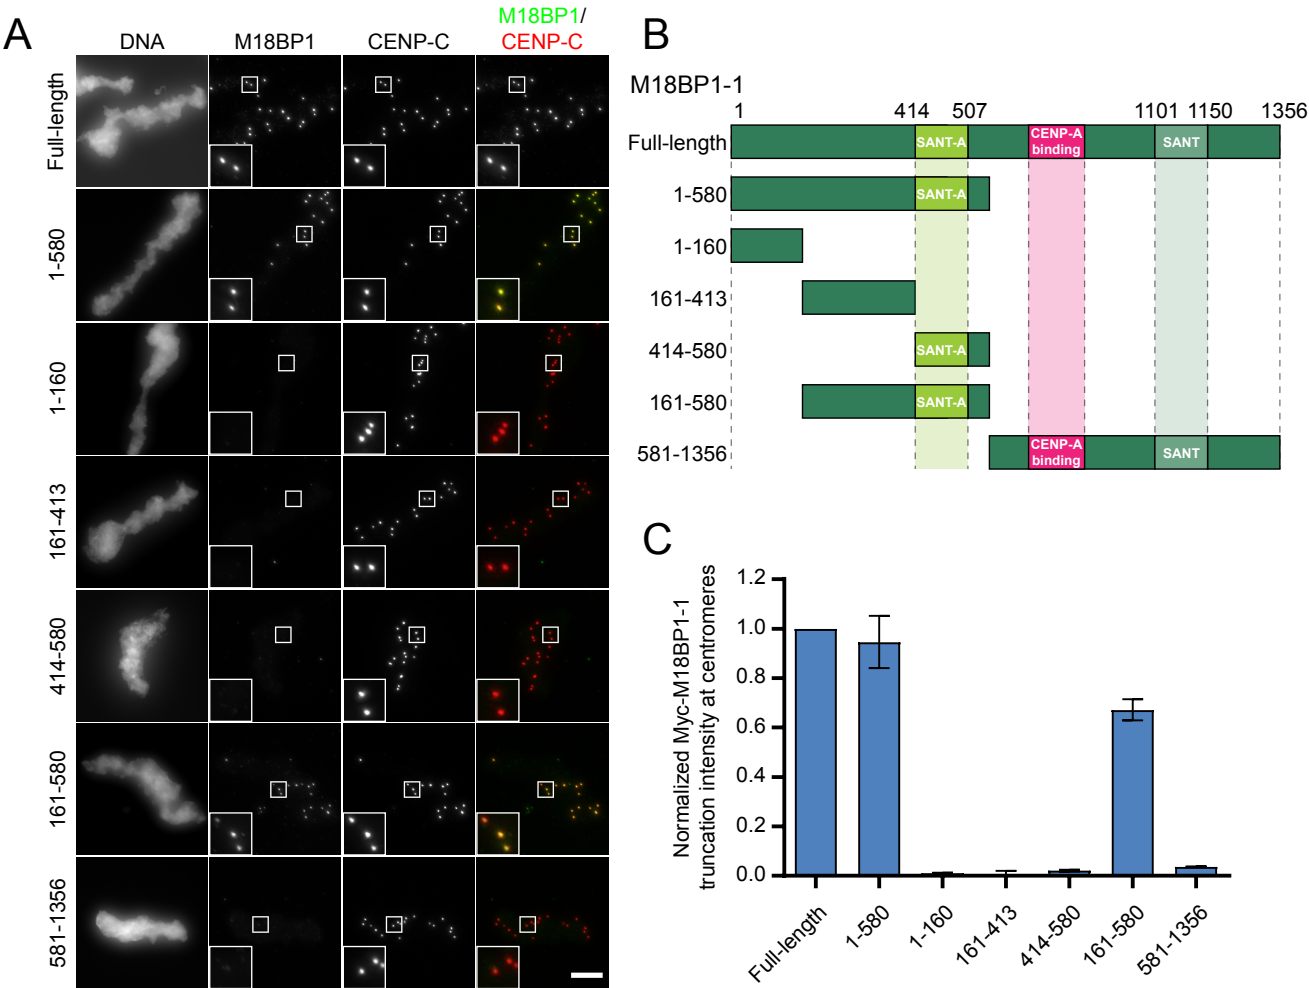 A
DNA
M18BP1
CENP-C
M18BP1/
CENP-C
Full-length
1-580
1-160
161-413
414-580
161-580
581-1356
B
M18BP1-1
1
414
507
1101
1150
1356
Full-length
SANT-A
CENP-A
binding
SANT
1-580
SANT-A
1-160
161-413
414-580
SANT-A
161-580
SANT-A
581-1356
CENP-A
binding
SANT
C
Normalized Myc-M18BP1-1
truncation intensity at centromeres
1.2
1.0
0.8
0.6
0.4
0.2
0.0
Full-length
1-580
1-160
161-413
414-580
161-580
581-1356